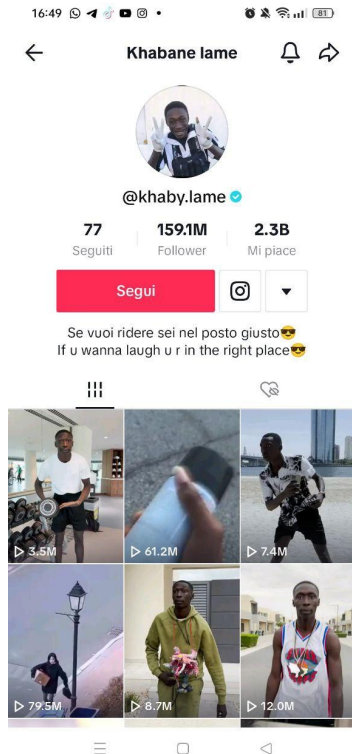 16:49
81
Khabane lame
@khaby.lame
77 159.1M 2.3B
Seguiti Follower Mi piace
Segui
Se vuoi ridere sei nel posto giusto😎
If u wanna laugh u r in the right place😎
3.5M 61.2M 7.4M
79.5M 8.7M 12.0M